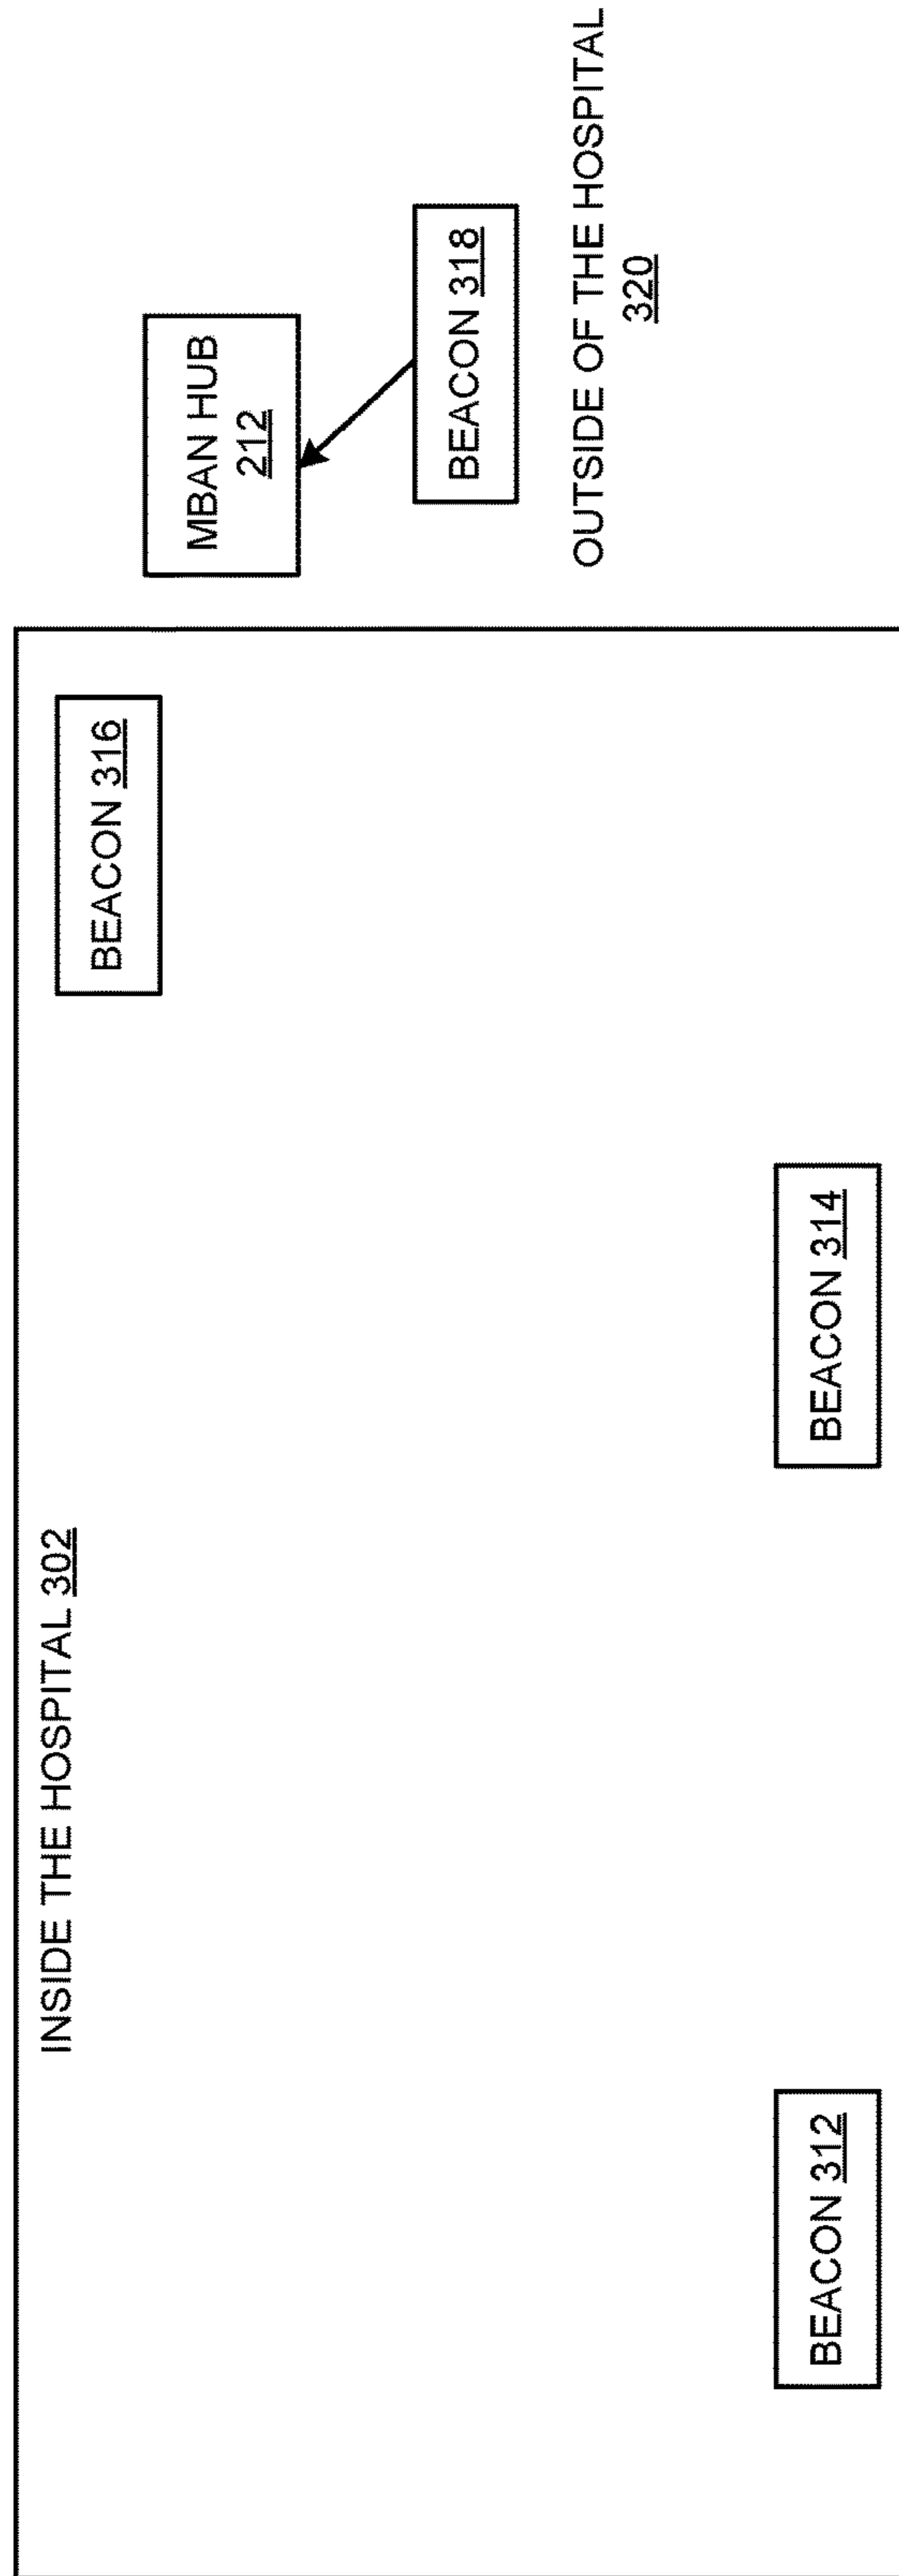 INSIDE THE HOSPITAL 302
BEACON 316
MBAN HUB
212
BEACON 318
OUTSIDE OF THE HOSPITAL
320
BEACON 312
BEACON 314